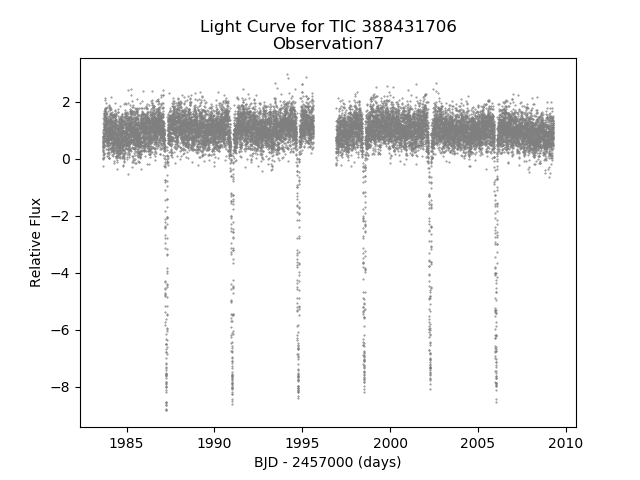 Light Curve for TIC 388431706
Observation7
Relative Flux
2
0
−2
−4
−6
−8
1985 1990 1995 2000 2005 2010
BJD - 2457000 (days)